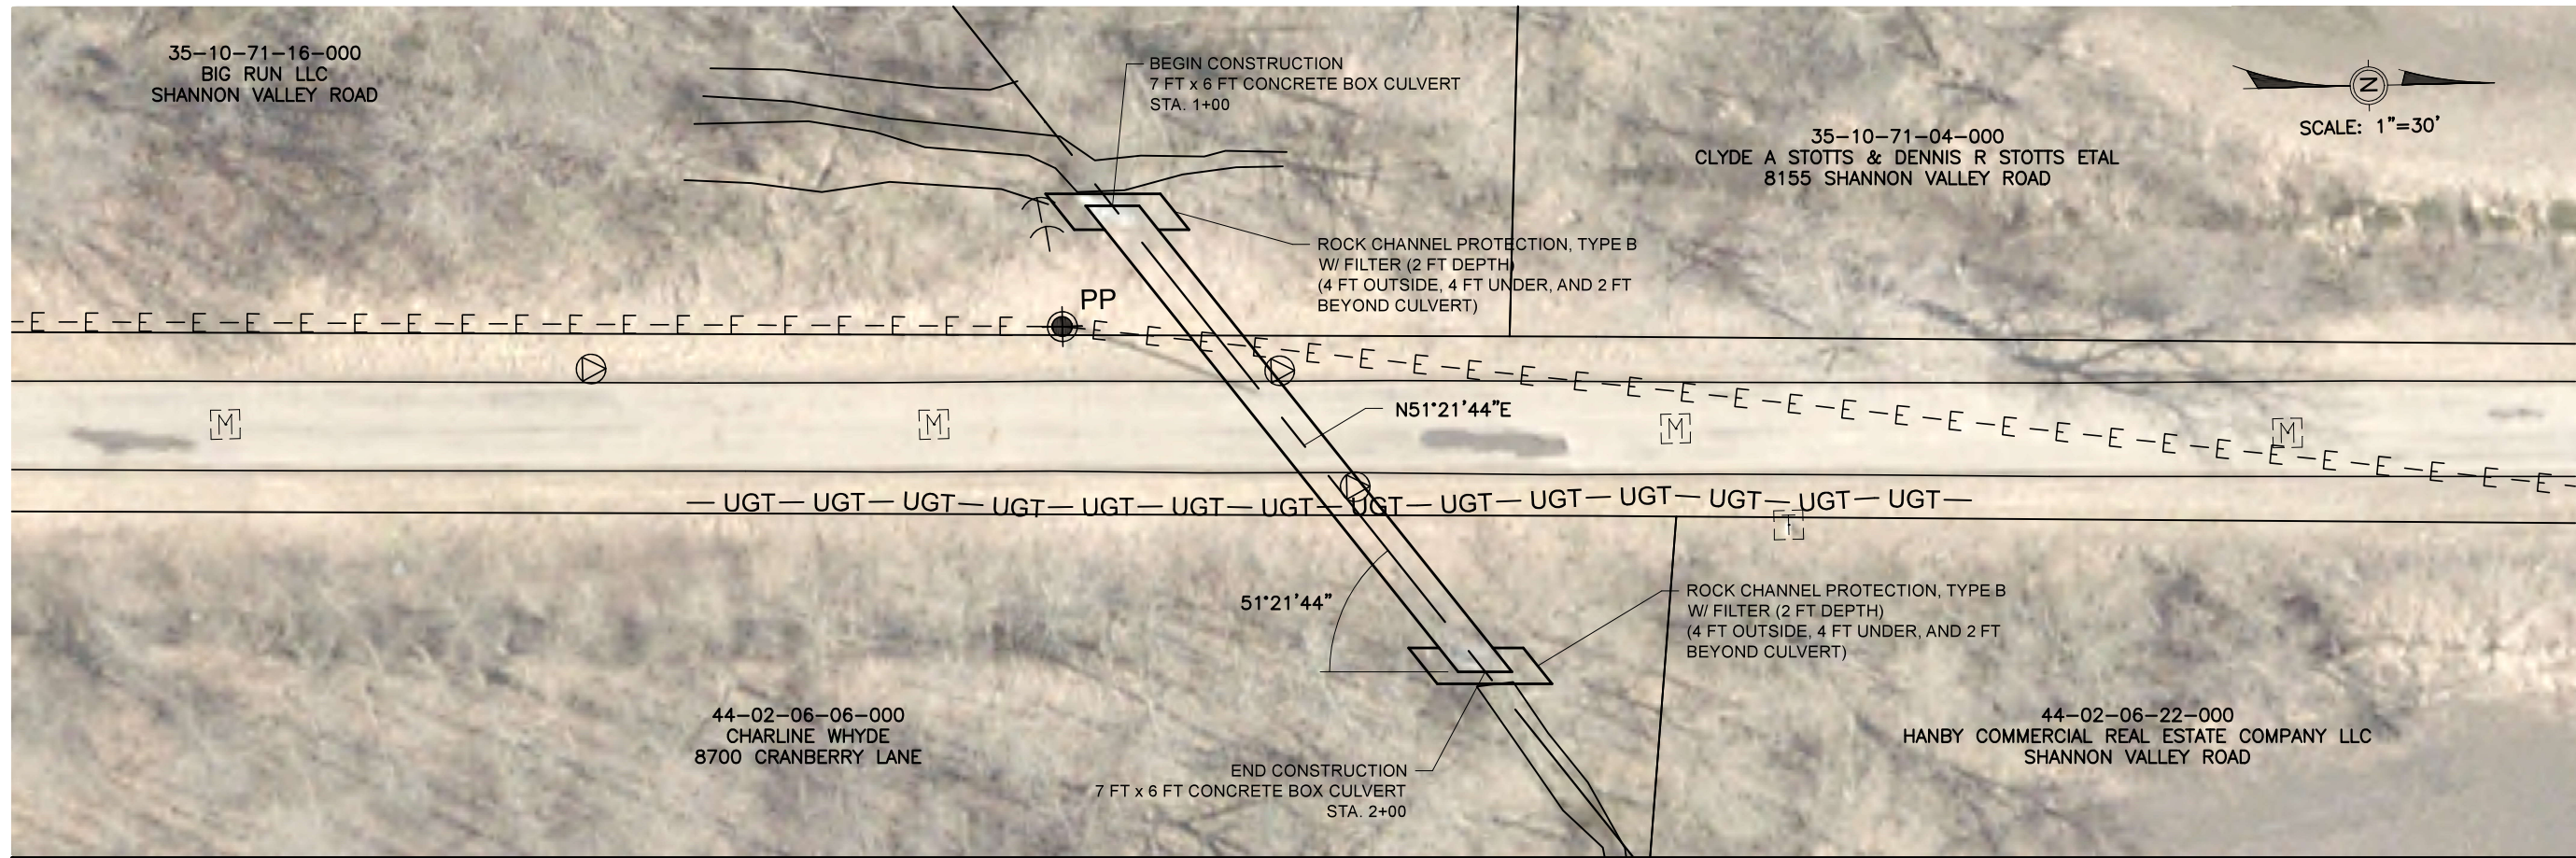 35-10-71-16-000
BIG RUN LLC
SHANNON VALLEY ROAD
BEGIN CONSTRUCTION
7 FT x 6 FT CONCRETE BOX CULVERT
STA. 1+00
35-10-71-04-000
CLYDE A STOTTS & DENNIS R STOTTS ETAL
8155 SHANNON VALLEY ROAD
N
SCALE: 1"=30'
ROCK CHANNEL PROTECTION, TYPE B
W/ FILTER (2 FT DEPTH)
(4 FT OUTSIDE, 4 FT UNDER, AND 2 FT
BEYOND CULVERT)
PP
E E E E E E E E E E E E E E E E E E E E E E E E E E E E E E E E E E E E E E E E E E E E E E E E
M M M M
N51°21'44"E
UGT UGT UGT UGT UGT UGT UGT UGT UGT UGT UGT UGT UGT UGT
T
51°21'44"
ROCK CHANNEL PROTECTION, TYPE B
W/ FILTER (2 FT DEPTH)
(4 FT OUTSIDE, 4 FT UNDER, AND 2 FT
BEYOND CULVERT)
44-02-06-06-000
CHARLINE WHYDE
8700 CRANBERRY LANE
44-02-06-22-000
HANBY COMMERCIAL REAL ESTATE COMPANY LLC
SHANNON VALLEY ROAD
END CONSTRUCTION
7 FT x 6 FT CONCRETE BOX CULVERT
STA. 2+00